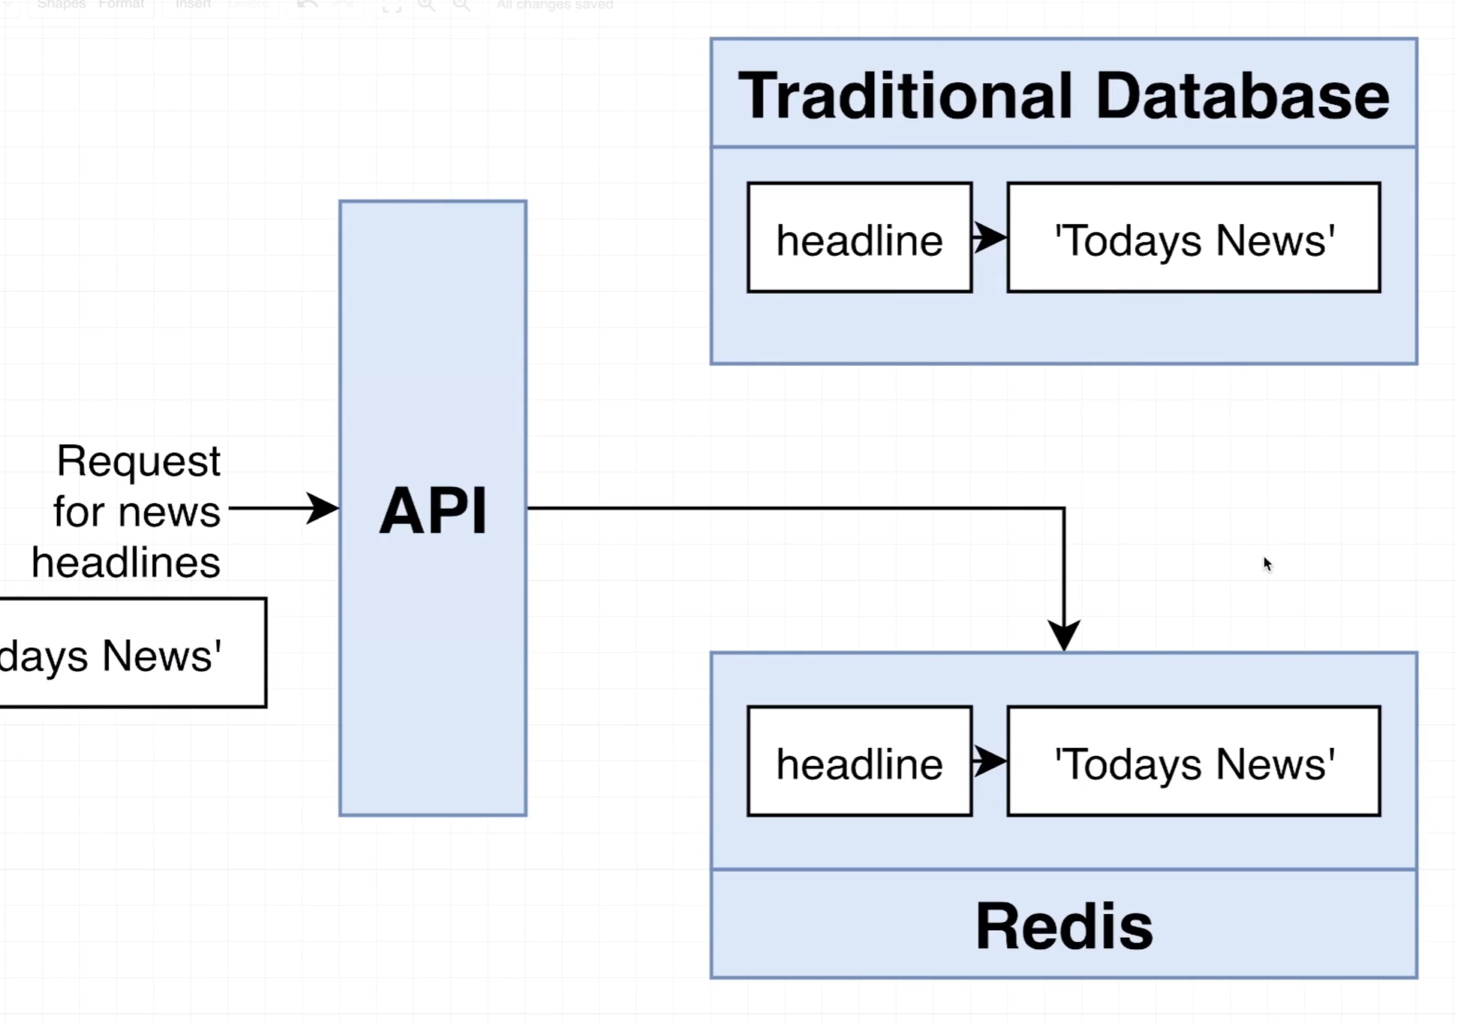 Shapes Format Insert Delete All changes saved
Traditional Database
headline
'Todays News'
Request
for news
headlines
API
days News'
headline
'Todays News'
Redis